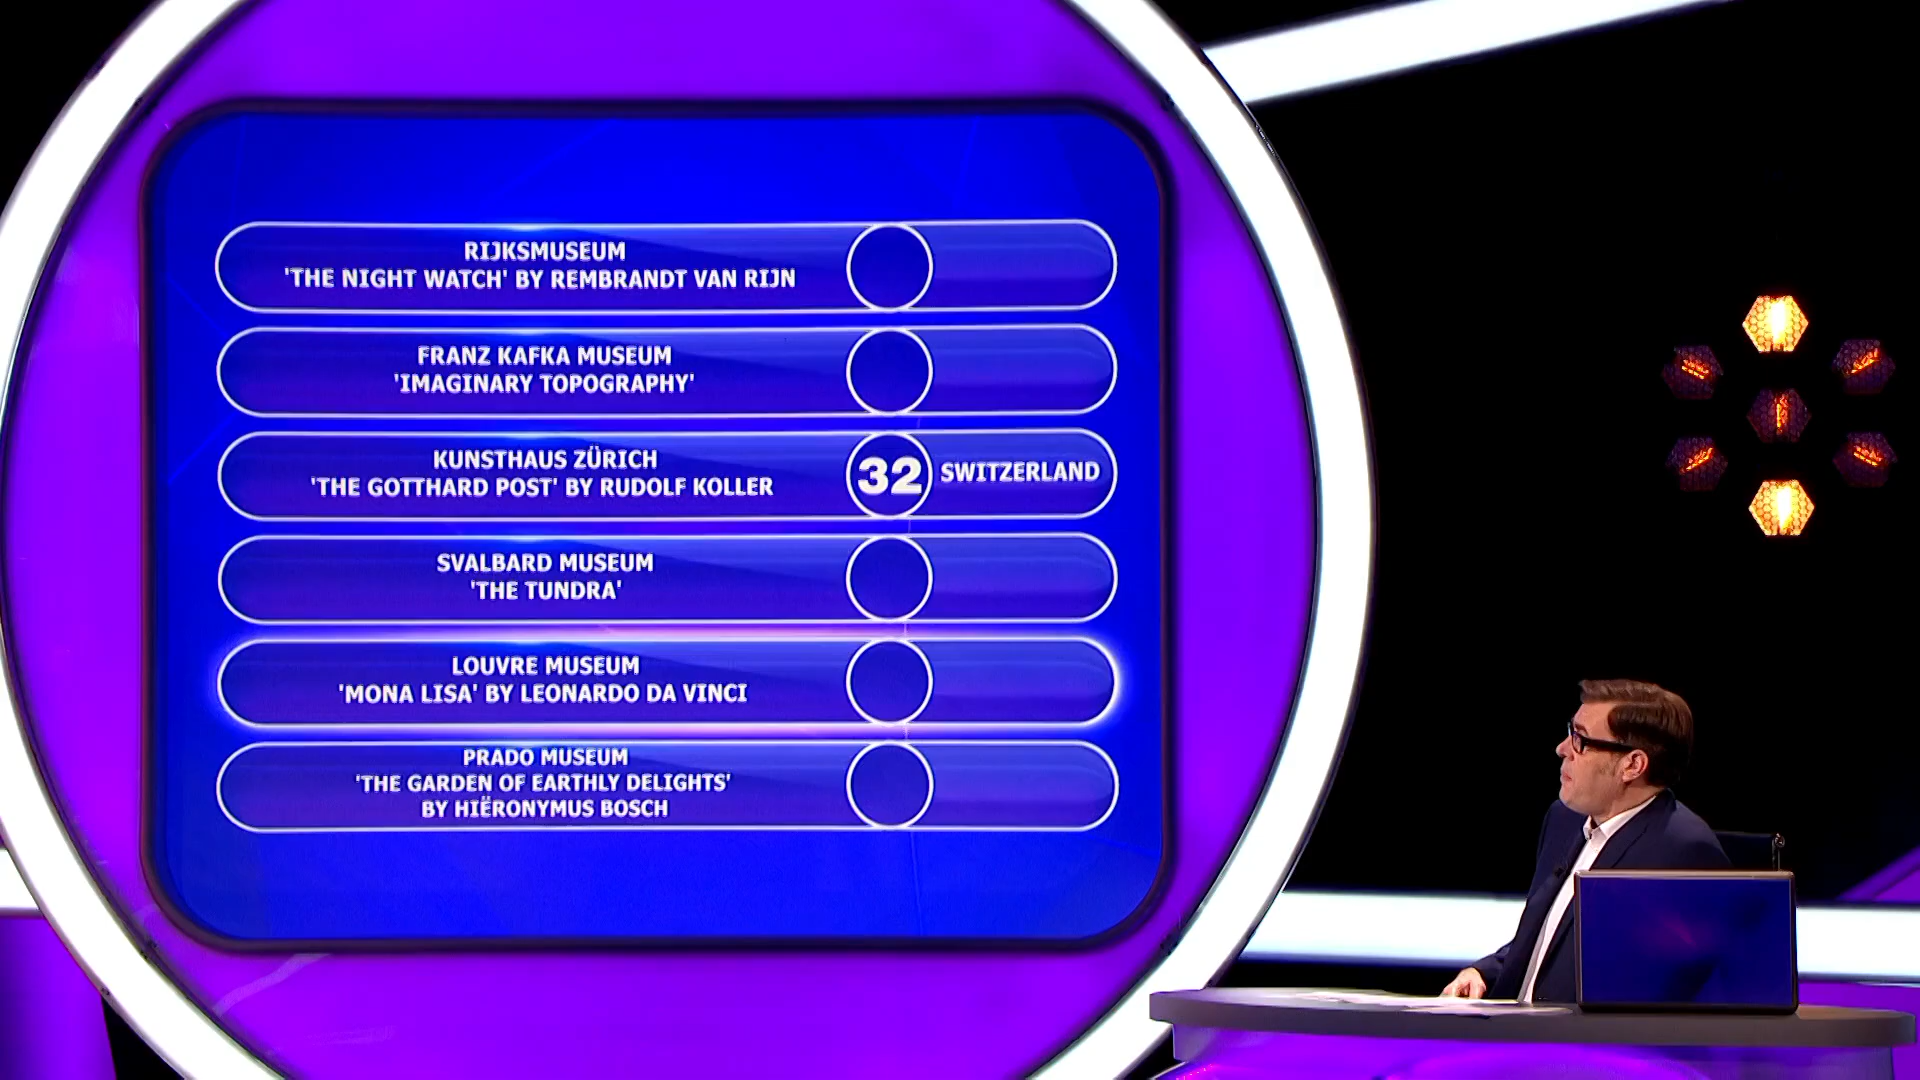 RIJKSMUSEUM
'THE NIGHT WATCH' BY REMBRANDT VAN RIJN
FRANZ KAFKA MUSEUM
'IMAGINARY TOPOGRAPHY'
KUNSTHAUS ZÜRICH
'THE GOTTHARD POST' BY RUDOLF KOLLER
32 SWITZERLAND
SVALBARD MUSEUM
'THE TUNDRA'
LOUVRE MUSEUM
'MONA LISA' BY LEONARDO DA VINCI
PRADO MUSEUM
'THE GARDEN OF EARTHLY DELIGHTS'
BY HIËRONYMUS BOSCH